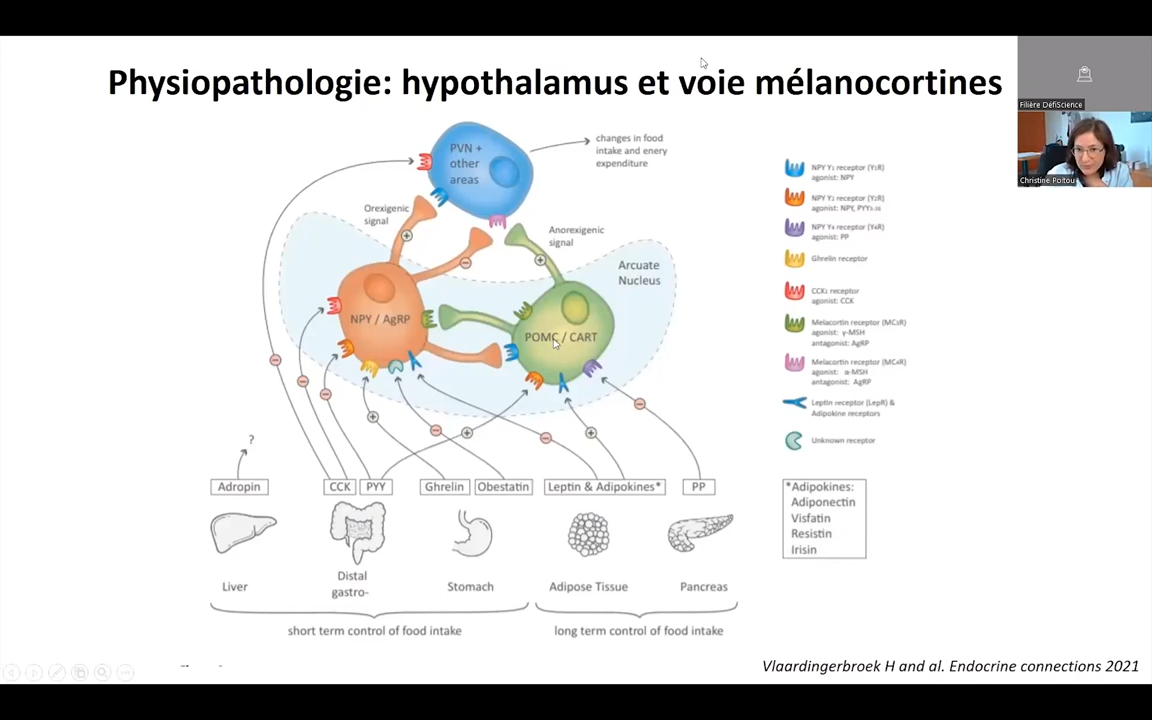 Physiopathologie: hypothalamus et voie mélanocortines
Filière DéfiScience
Christine Poitou
PVN +
other
areas
changes in food
intake and enery
expenditure
Orexigenic
signal
Anorexigenic
signal
Arcuate
Nucleus
NPY / AgRP
POMC / CART
NPY Y₁ receptor (Y₁R)
agonist: NPY
NPY Y₂ receptor (Y₂R)
agonist: NPY, PYY₃₋₃₆
NPY Y₄ receptor (Y₄R)
agonist: PP
Ghrelin receptor
CCK₁ receptor
agonist: CCK
Melacortin receptor (MC₃R)
agonist: γ-MSH
antagonist: AgRP
Melacortin receptor (MC₄R)
agonist: α-MSH
antagonist: AgRP
Leptin receptor (LepR) &
Adipokine receptors
Unknown receptor
?
Adropin
CCK
PYY
Ghrelin
Obestatin
Leptin & Adipokines*
PP
*Adipokines:
Adiponectin
Visfatin
Resistin
Irisin
Liver
Distal
gastro-
Stomach
Adipose Tissue
Pancreas
short term control of food intake
long term control of food intake
Vlaardingerbroek H and al. Endocrine connections 2021